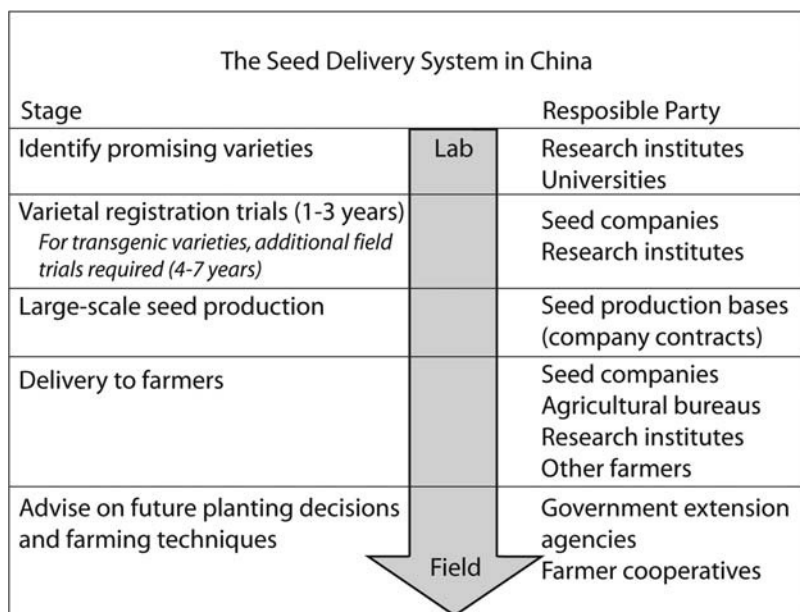 The Seed Delivery System in China
Stage
Resposible Party
Identify promising varieties
Lab
Research institutes
Universities
Varietal registration trials (1-3 years)
For transgenic varieties, additional field
trials required (4-7 years)
Seed companies
Research institutes
Large-scale seed production
Seed production bases
(company contracts)
Delivery to farmers
Seed companies
Agricultural bureaus
Research institutes
Other farmers
Advise on future planting decisions
and farming techniques
Field
Government extension
agencies
Farmer cooperatives